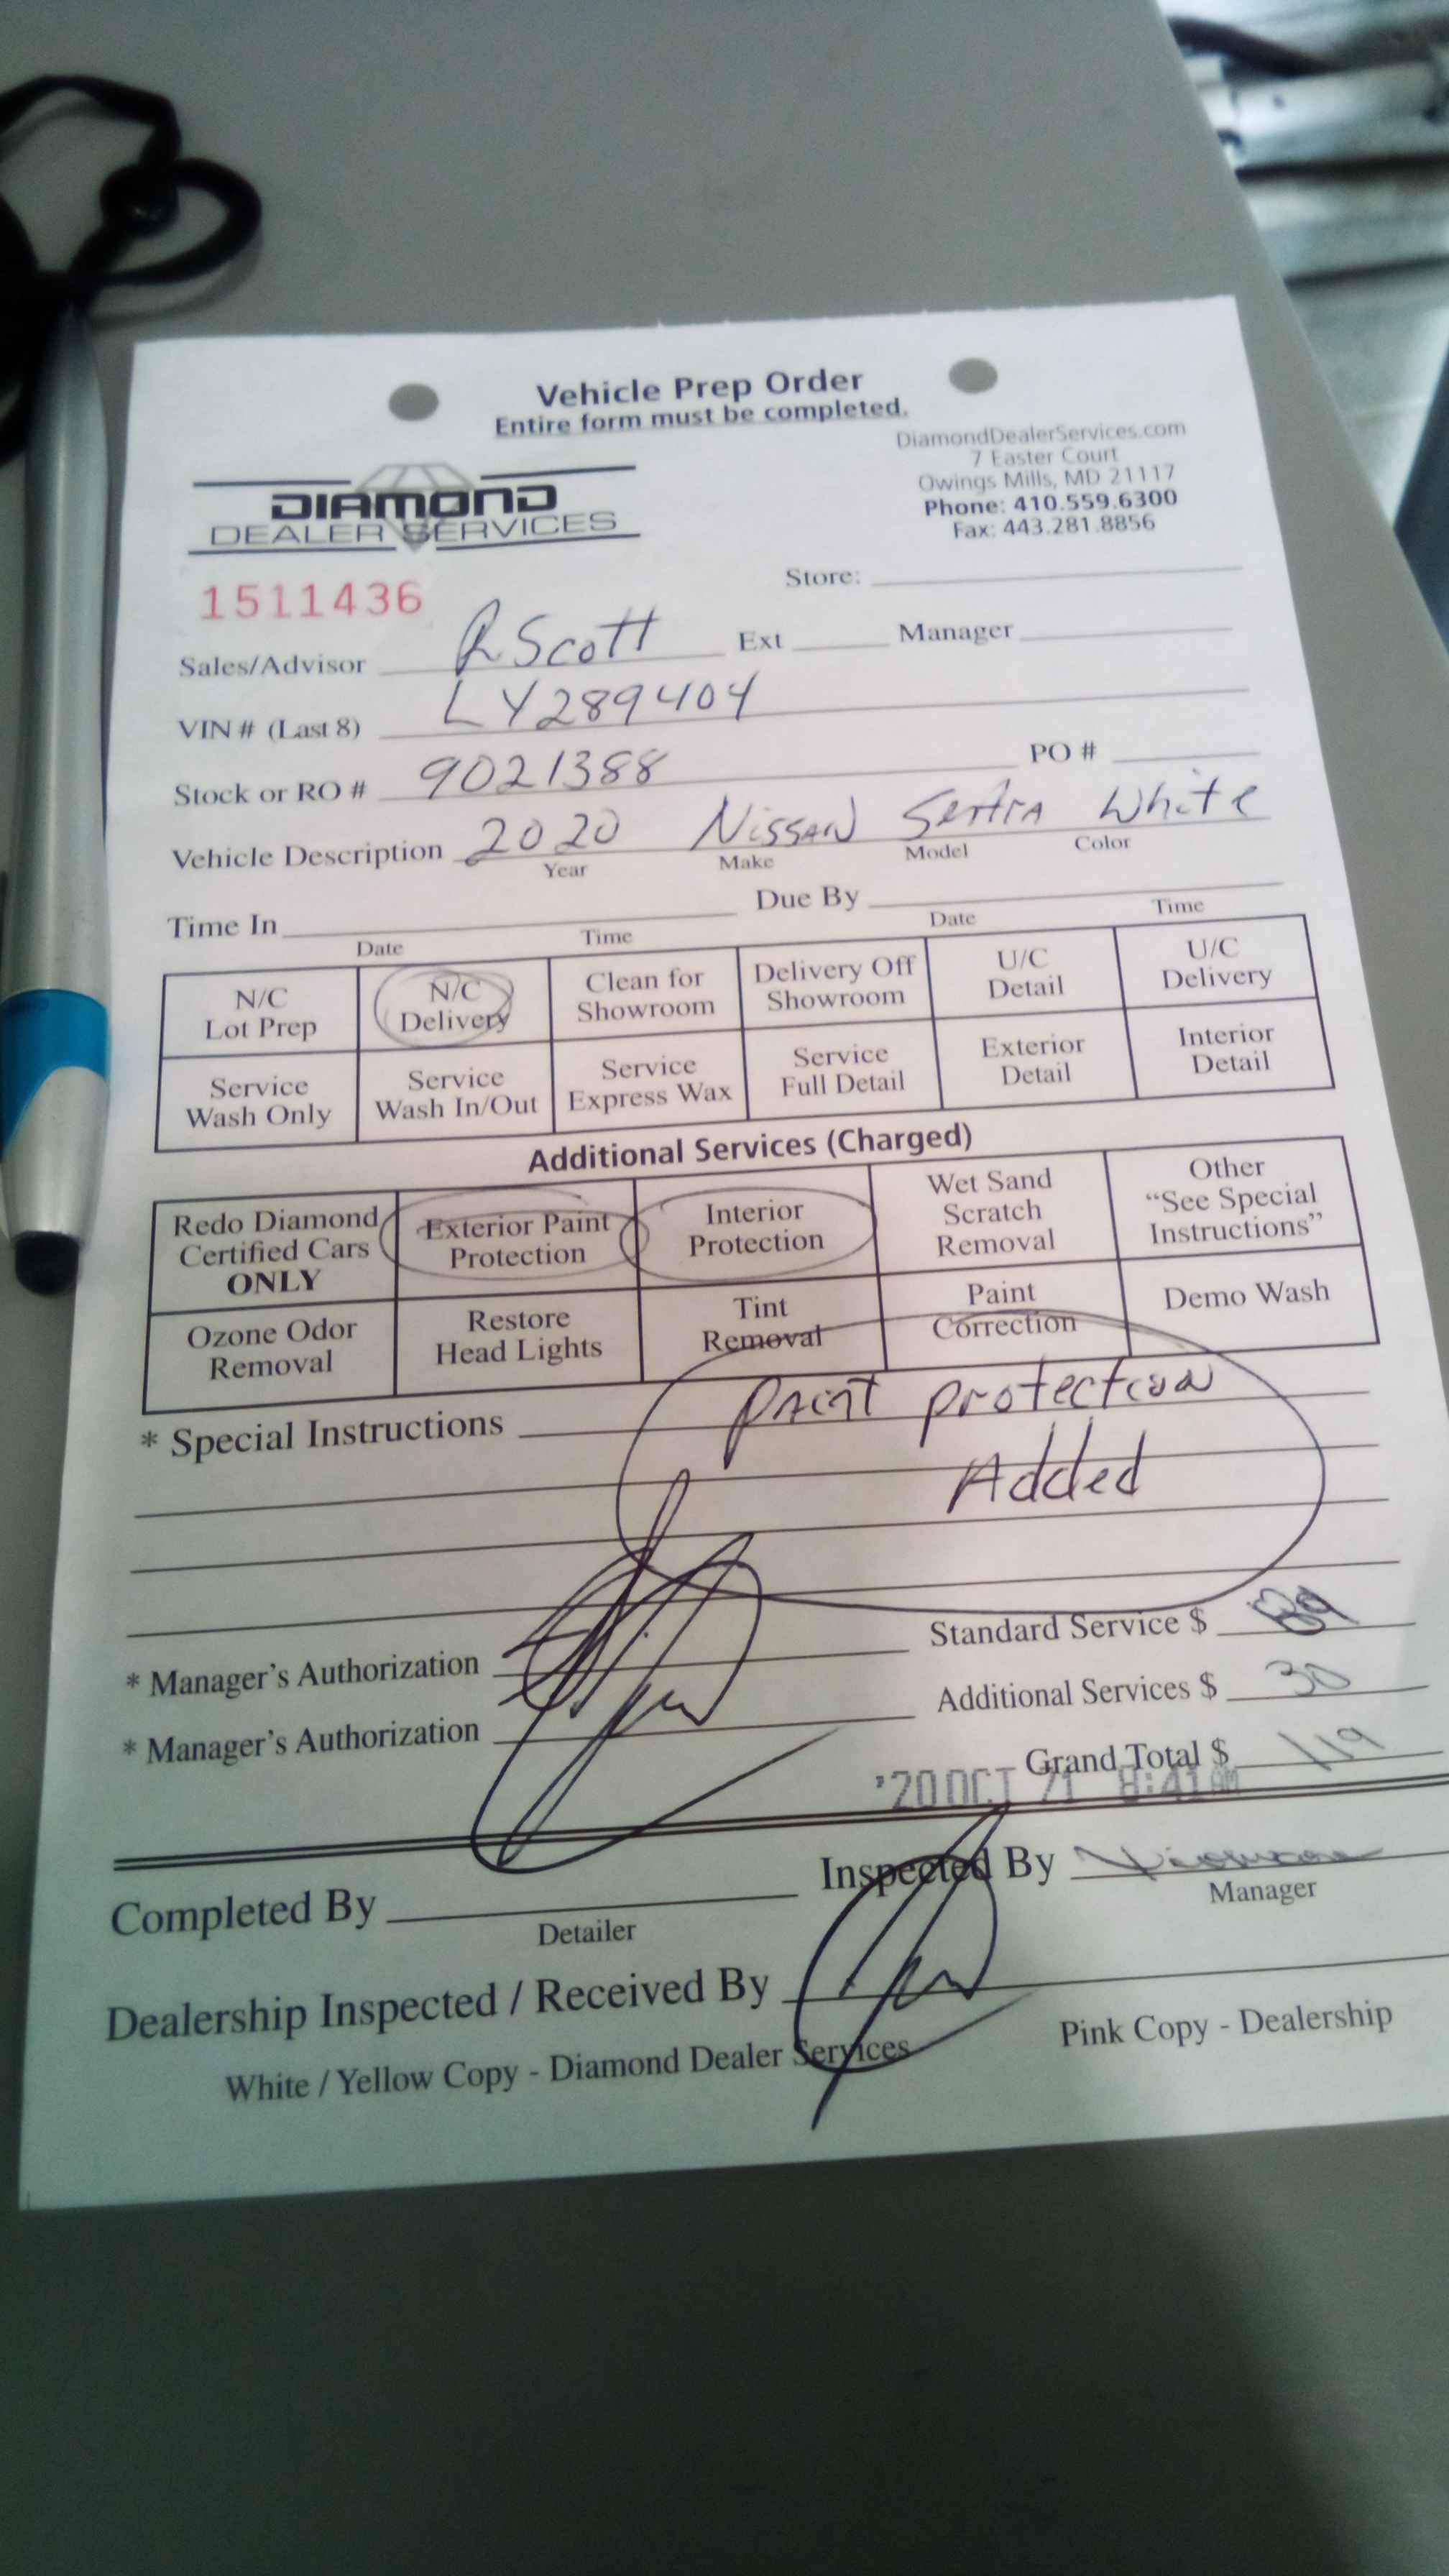 Vehicle Prep Order
Entire form must be completed.
DiamondDealerServices.com
7 Easter Court
Owings Mills, MD 21117
Phone: 410.559.6300
Fax: 443.281.8856
DIAMOND
DEALER SERVICES
1511436
Store:
Sales/Advisor R Scott Ext Manager
VIN # (Last 8) LY289404
Stock or RO # 9021388 PO #
Vehicle Description 2020 Nissan Sentra White
Year Make Model Color
Time In Due By
Date Time Date Time
N/C Lot Prep
N/C Delivery
Clean for Showroom
Delivery Off Showroom
U/C Detail
U/C Delivery
Service Wash Only
Service Wash In/Out
Service Express Wax
Service Full Detail
Exterior Detail
Interior Detail
Additional Services (Charged)
Redo Diamond Certified Cars ONLY
Exterior Paint Protection
Interior Protection
Wet Sand Scratch Removal
Other "See Special Instructions"
Ozone Odor Removal
Restore Head Lights
Tint Removal
Paint Correction
Demo Wash
* Special Instructions Paint protection
Added
Standard Service $
* Manager's Authorization
Additional Services $ 30
* Manager's Authorization
Grand Total $ 119
'20 OCT 21 8:41AM
Completed By Inspected By
Detailer Manager
Dealership Inspected / Received By
White / Yellow Copy - Diamond Dealer Services Pink Copy - Dealership